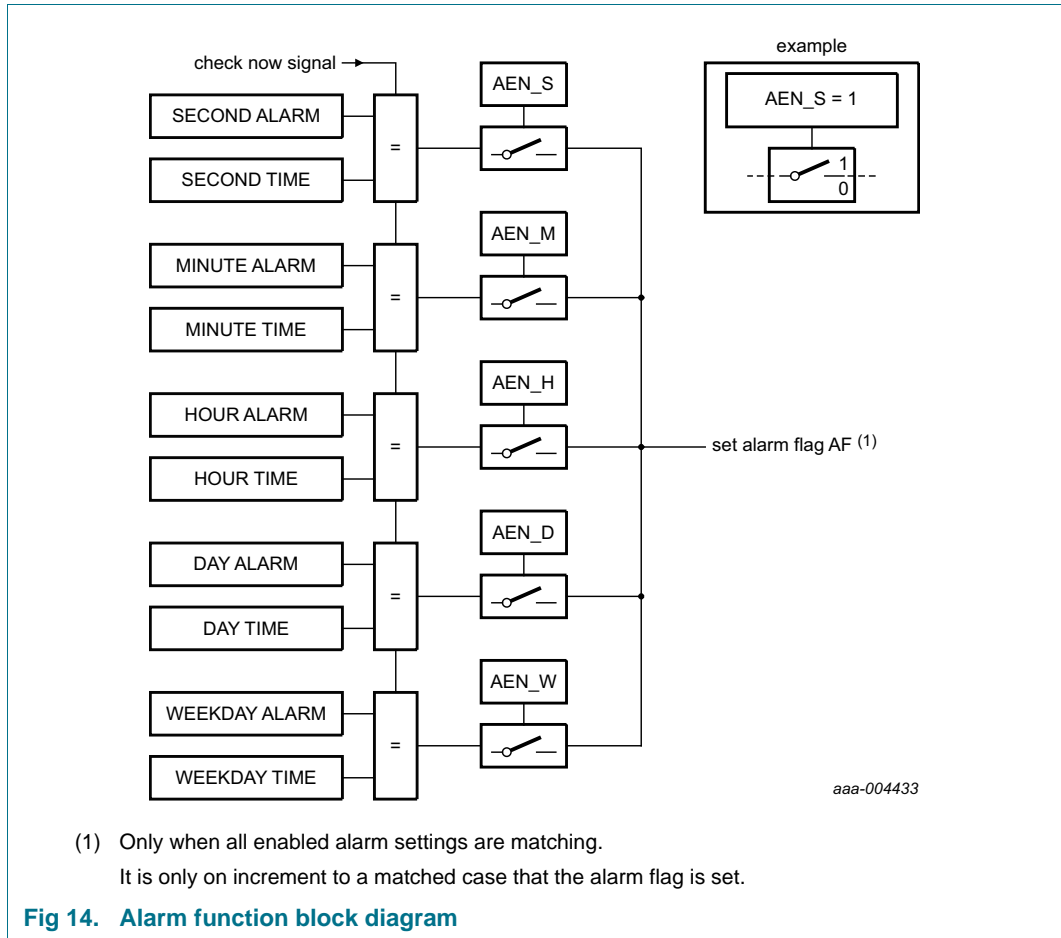 check now signal
example
SECOND ALARM
SECOND TIME
=
AEN_S
AEN_S = 1
1
0
MINUTE ALARM
MINUTE TIME
=
AEN_M
HOUR ALARM
HOUR TIME
=
AEN_H
set alarm flag AF (1)
DAY ALARM
DAY TIME
=
AEN_D
WEEKDAY ALARM
WEEKDAY TIME
=
AEN_W
aaa-004433
(1) Only when all enabled alarm settings are matching.
It is only on increment to a matched case that the alarm flag is set.
Fig 14. Alarm function block diagram